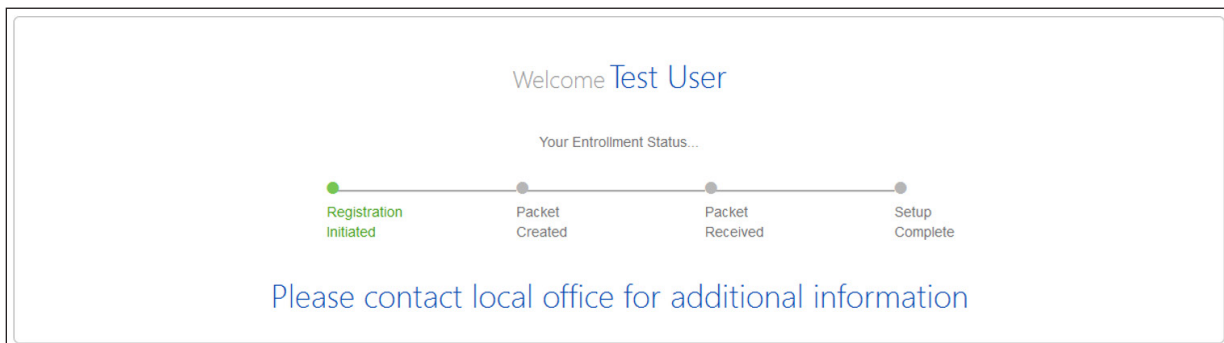 Welcome Test User
Your Entrollment Status...
Registration Initiated
Packet Created
Packet Received
Setup Complete
Please contact local office for additional information